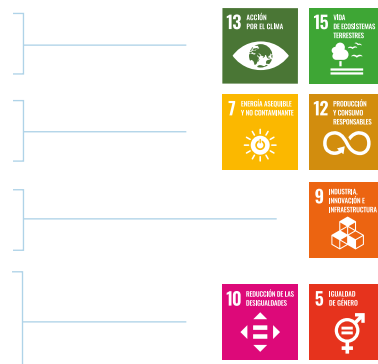 13 ACCIÓN
POR EL CLIMA
15 VIDA
DE ECOSISTEMAS
TERRESTRES
7 ENERGÍA ASEQUIBLE
Y NO CONTAMINANTE
12 PRODUCCIÓN
Y CONSUMO
RESPONSABLES
9 INDUSTRIA,
INNOVACIÓN E
INFRAESTRUCTURA
10 REDUCCIÓN DE LAS
DESIGUALDADES
5 IGUALDAD
DE GÉNERO